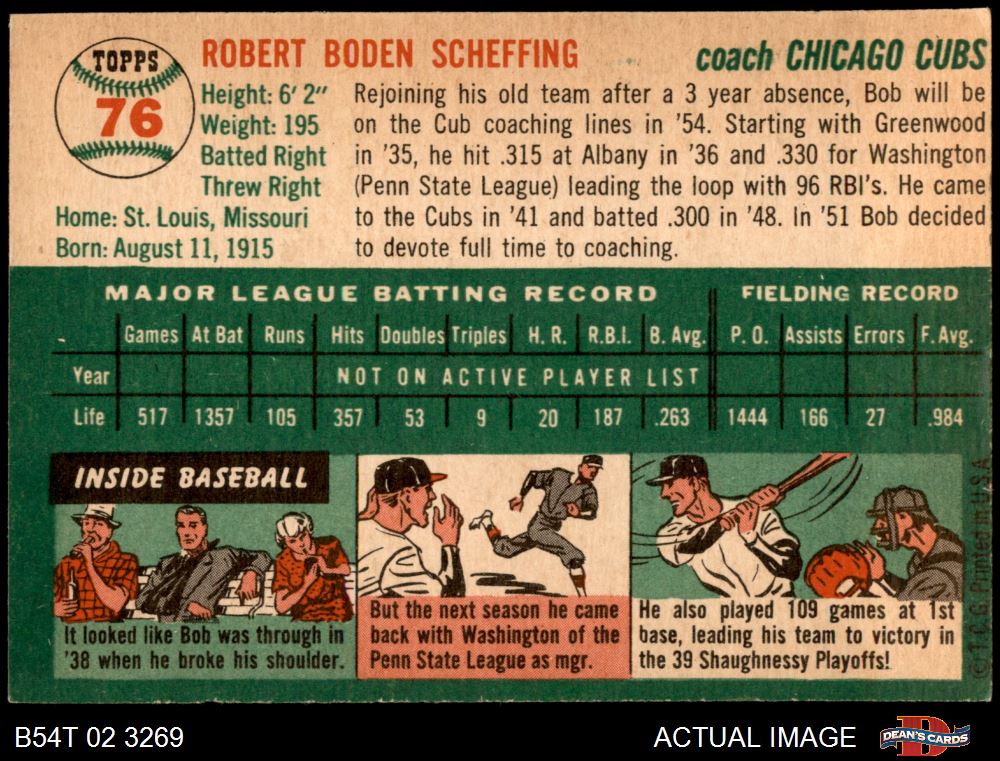 TOPPS
76
ROBERT BODEN SCHEFFING
coach CHICAGO CUBS
Height: 6' 2"
Weight: 195
Batted Right
Threw Right
Home: St. Louis, Missouri
Born: August 11, 1915
Rejoining his old team after a 3 year absence, Bob will be
on the Cub coaching lines in '54. Starting with Greenwood
in '35, he hit .315 at Albany in '36 and .330 for Washington
(Penn State League) leading the loop with 96 RBI's. He came
to the Cubs in '41 and batted .300 in '48. In '51 Bob decided
to devote full time to coaching.
MAJOR LEAGUE BATTING RECORD FIELDING RECORD
Games At Bat Runs Hits Doubles Triples H. R. R.B.I. B. Avg. P. O. Assists Errors F. Avg.
Year NOT ON ACTIVE PLAYER LIST
Life 517 1357 105 357 53 9 20 187 .263 1444 166 27 .984
INSIDE BASEBALL
It looked like Bob was through in
'38 when he broke his shoulder.
But the next season he came
back with Washington of the
Penn State League as mgr.
He also played 109 games at 1st
base, leading his team to victory in
the 39 Shaughnessy Playoffs!
© T.C.G. Printed in U.S.A.
B54T 02 3269
ACTUAL IMAGE
DEAN'S CARDS